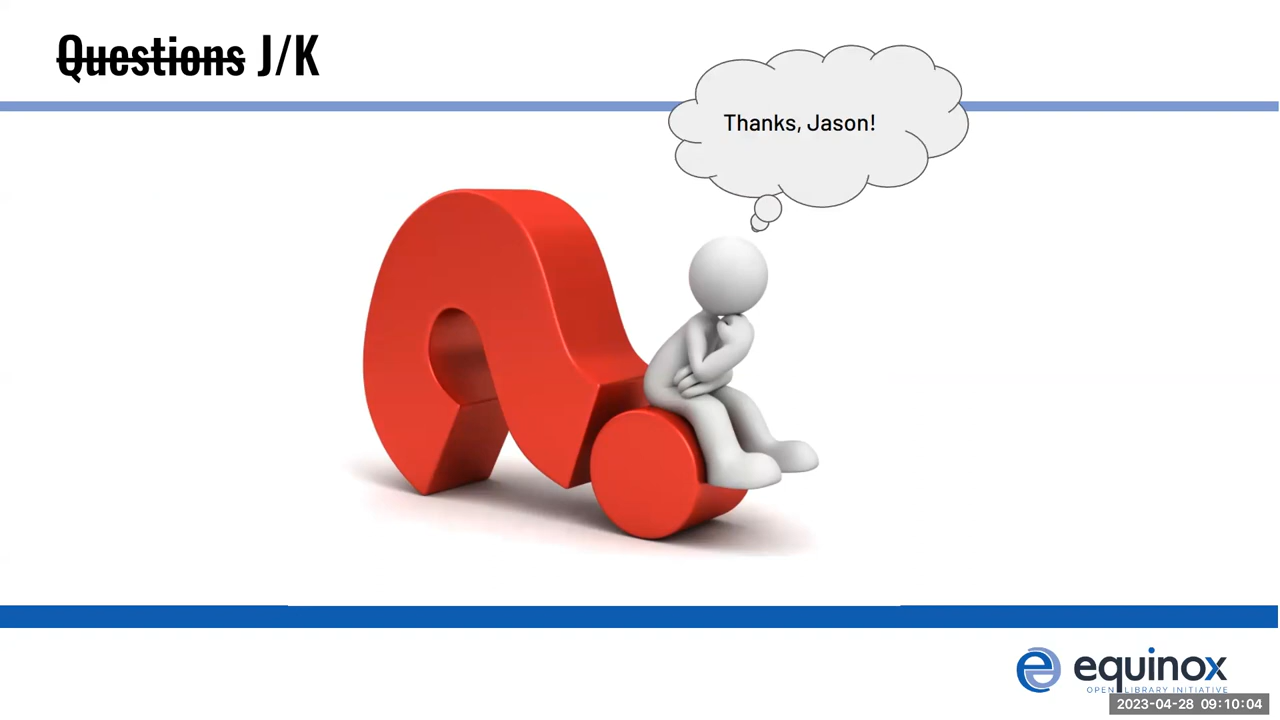 Questions J/K
Thanks, Jason!
equinox
OPEN LIBRARY INITIATIVE
2023-04-28 09:10:04